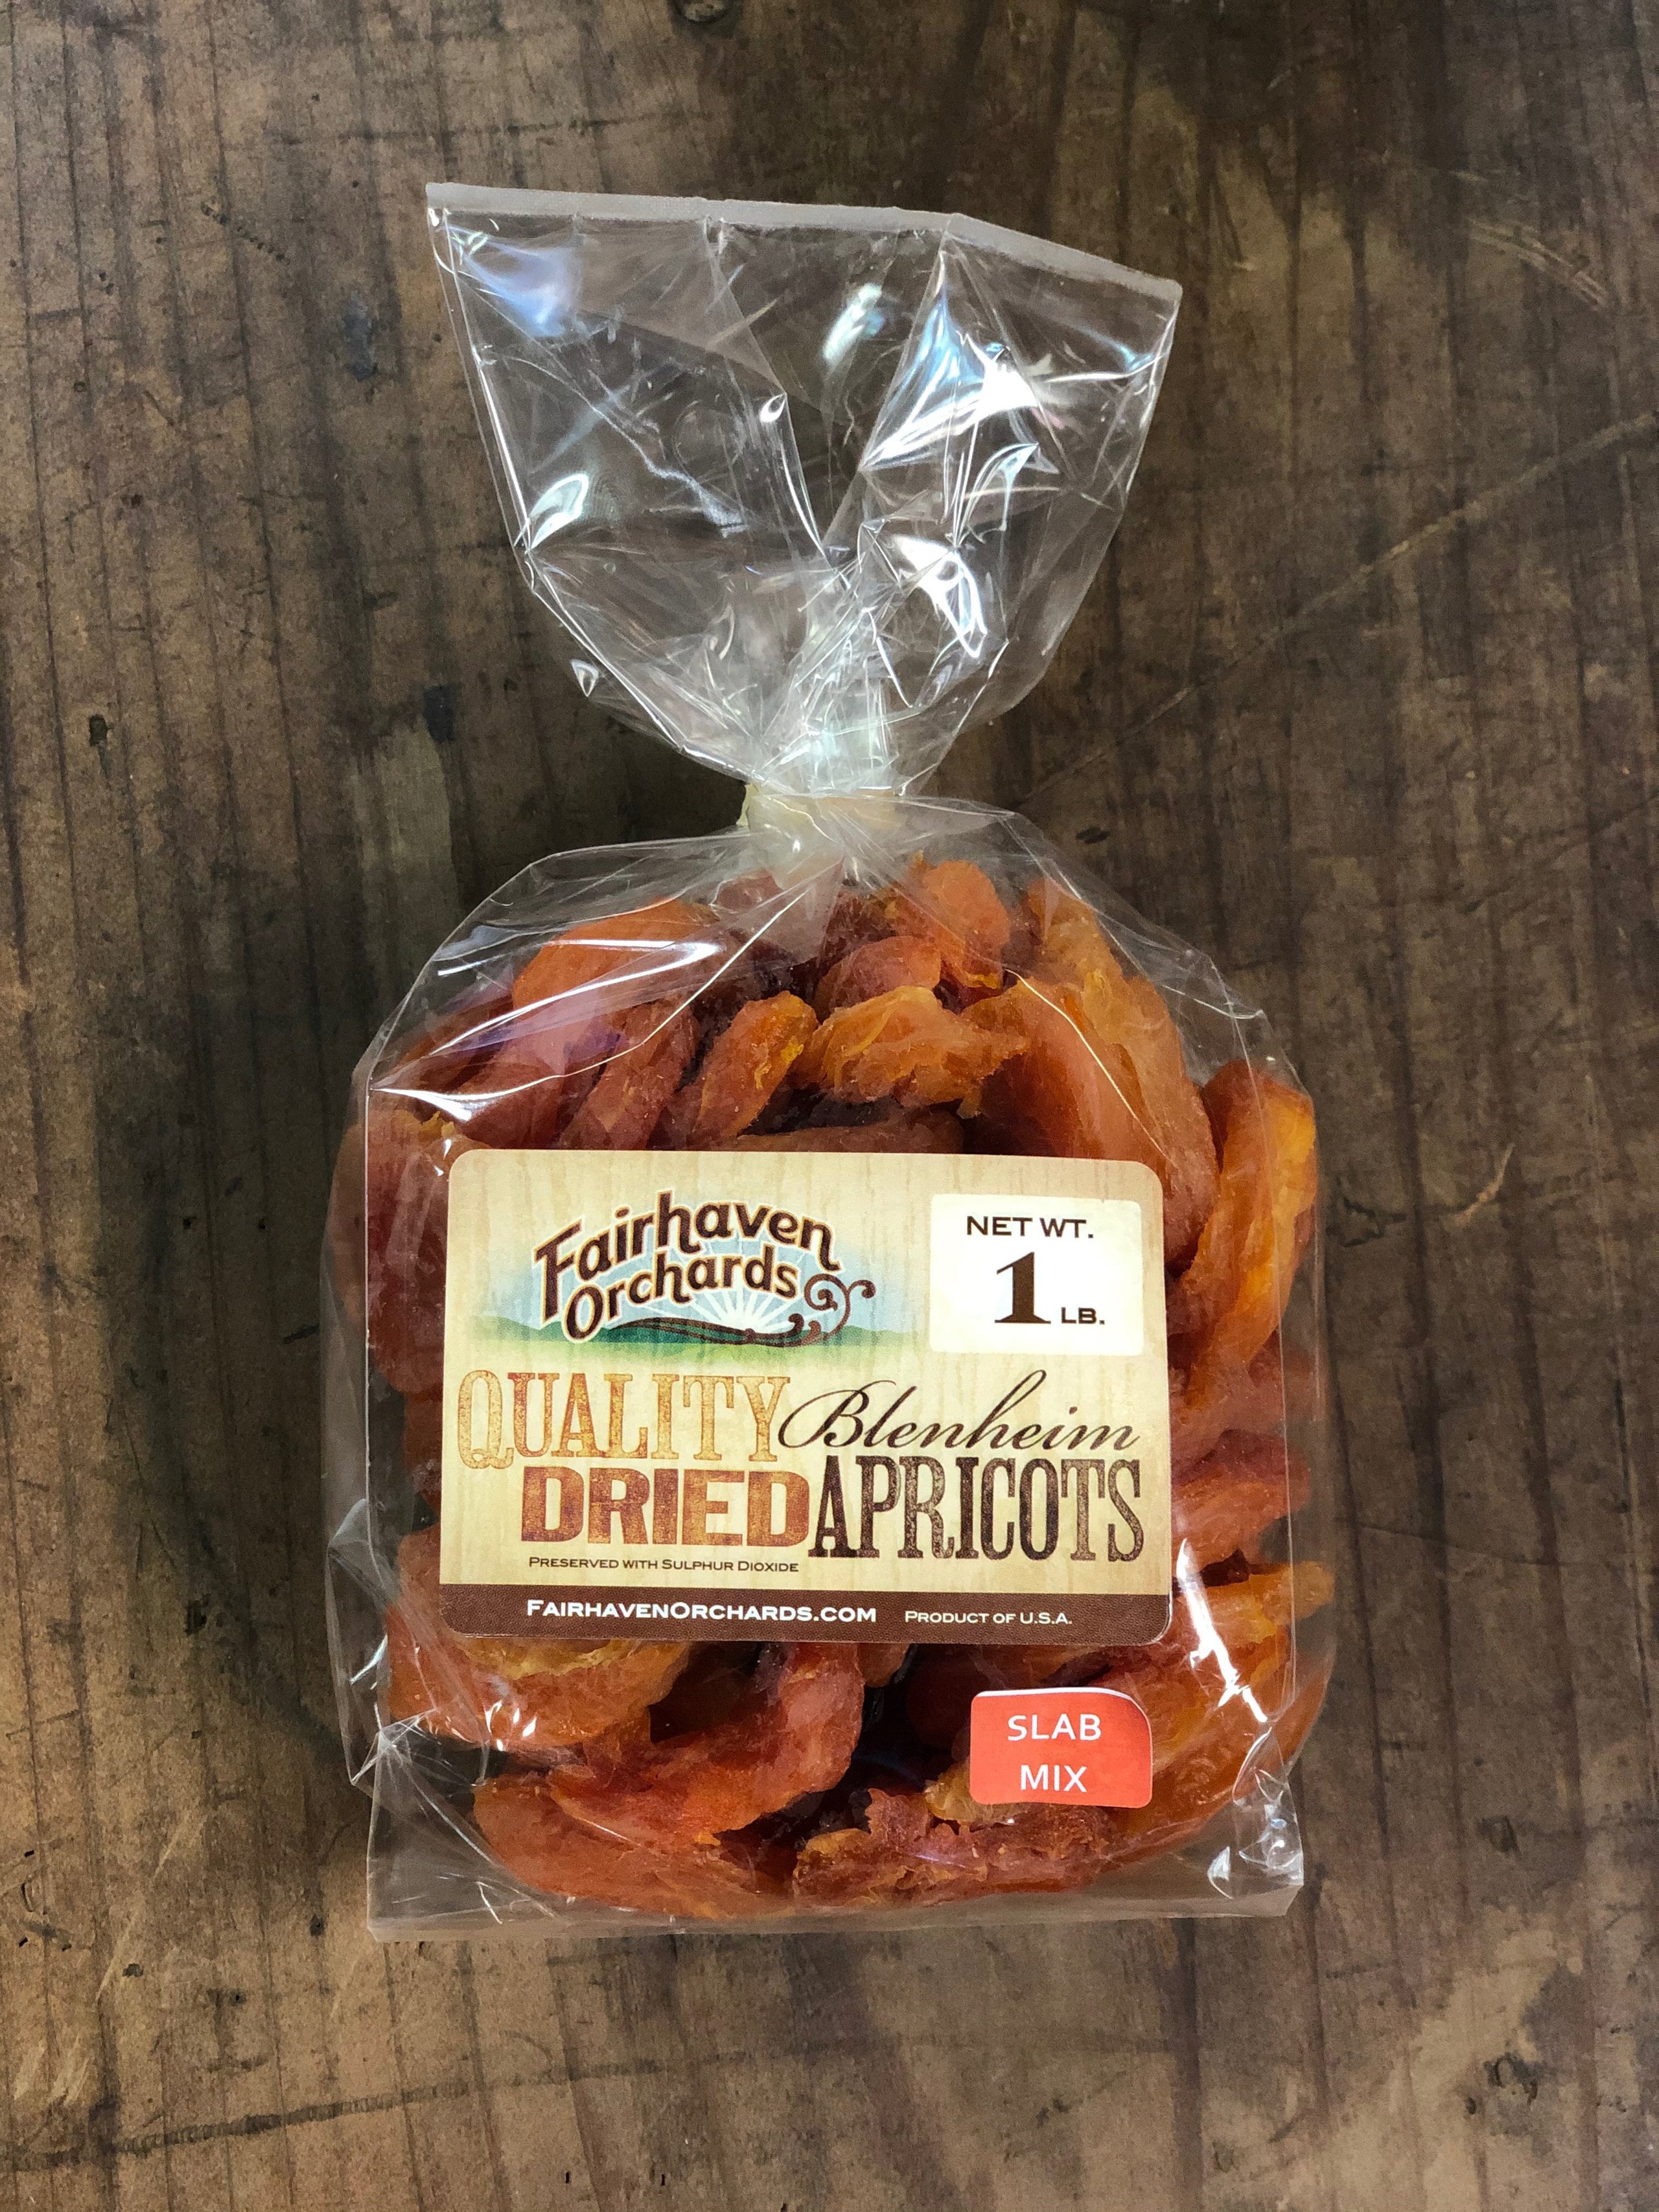 Fairhaven
Orchards
NET WT.
1 LB.
QUALITY Blenheim
DRIED APRICOTS
PRESERVED WITH SULPHUR DIOXIDE
FAIRHAVENORCHARDS.COM PRODUCT OF U.S.A.
SLAB
MIX